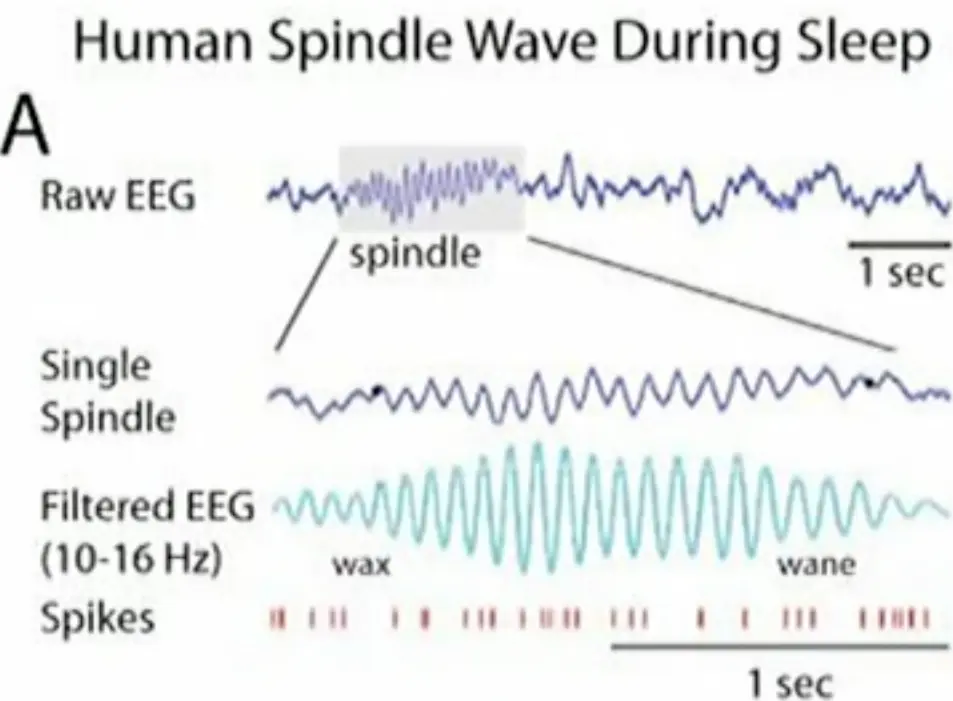 Human Spindle Wave During Sleep
A
Raw EEG
spindle
1 sec
Single
Spindle
Filtered EEG
(10-16 Hz)
wax
wane
Spikes
1 sec